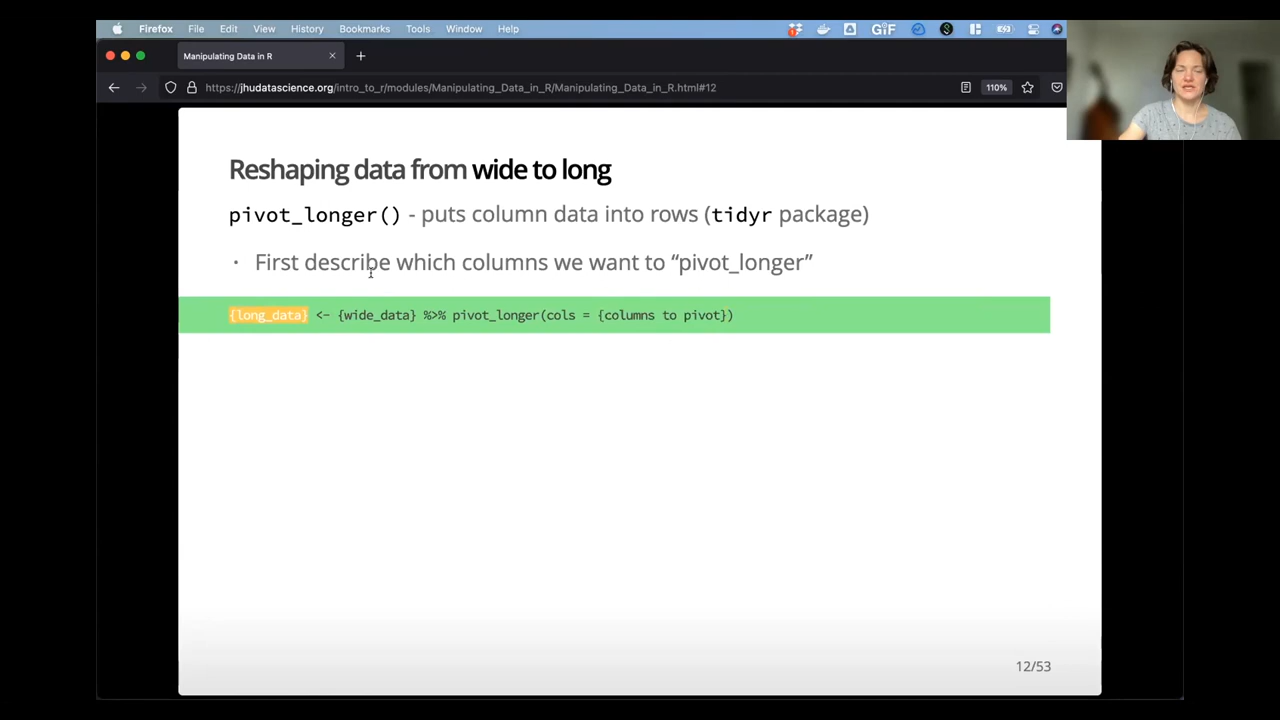 Firefox File Edit View History Bookmarks Tools Window Help
GiF
Manipulating Data in R
https://jhudatascience.org/intro_to_r/modules/Manipulating_Data_in_R/Manipulating_Data_in_R.html#12
110%
Reshaping data from wide to long
pivot_longer() - puts column data into rows (tidyr package)
· First describe which columns we want to “pivot_longer”
{long_data} <- {wide_data} %>% pivot_longer(cols = {columns to pivot})
12/53